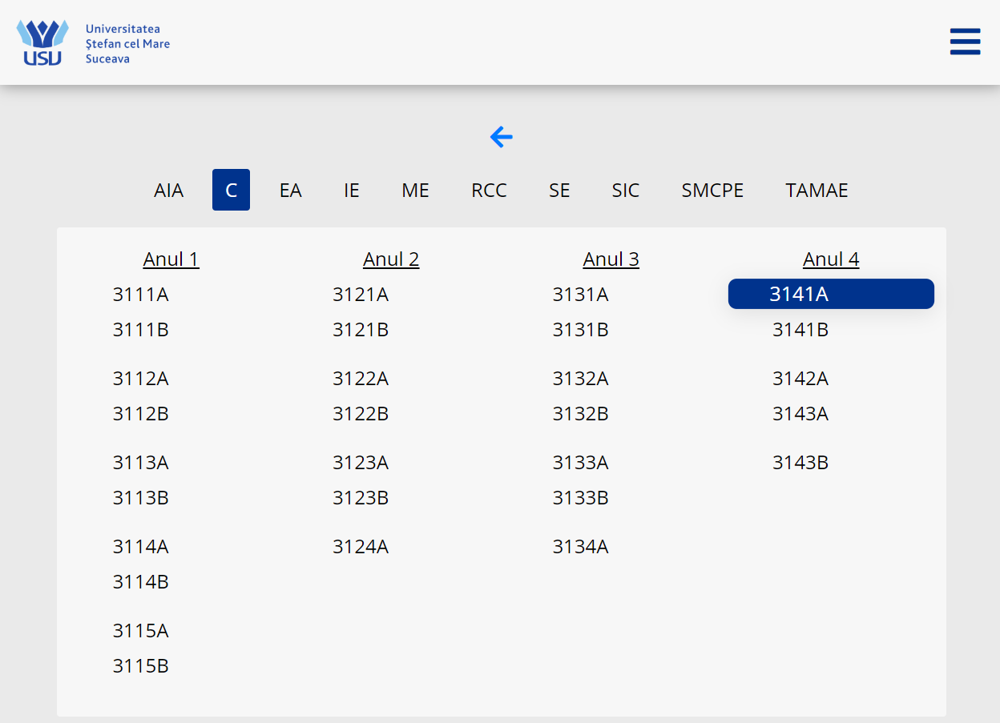 Universitatea
Ștefan cel Mare
Suceava
USU
AIA C EA IE ME RCC SE SIC SMCPE TAMAE
Anul 1 Anul 2 Anul 3 Anul 4
3111A 3121A 3131A 3141A
3111B 3121B 3131B 3141B
3112A 3122A 3132A 3142A
3112B 3122B 3132B 3143A
3113A 3123A 3133A 3143B
3113B 3123B 3133B
3114A 3124A 3134A
3114B
3115A
3115B